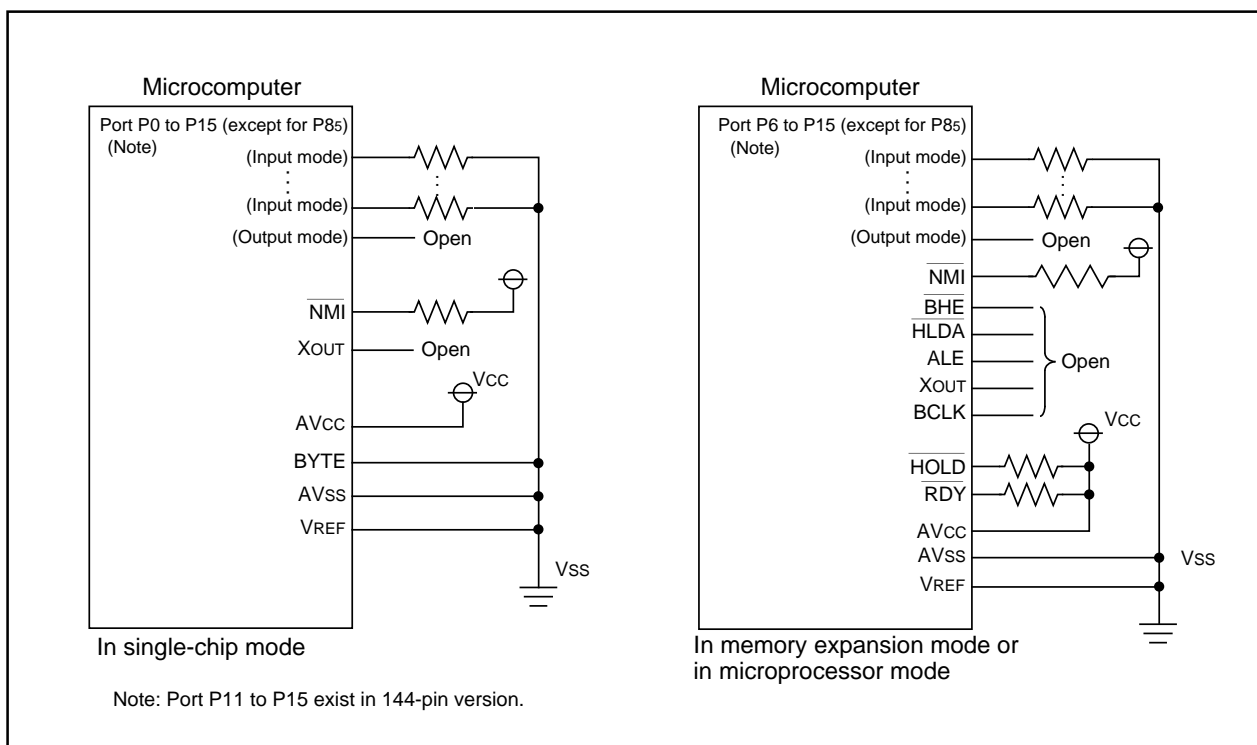 Microcomputer
Port P0 to P15 (except for P85)
(Note)
(Input mode)
(Input mode)
(Output mode)
Open
NMI
XOUT
Open
VCC
AVCC
BYTE
AVSS
VREF
VSS
In single-chip mode
Note: Port P11 to P15 exist in 144-pin version.
Microcomputer
Port P6 to P15 (except for P85)
(Note)
(Input mode)
(Input mode)
(Output mode)
Open
NMI
BHE
HLDA
ALE
Open
XOUT
BCLK
VCC
HOLD
RDY
AVCC
AVSS
VSS
VREF
In memory expansion mode or
in microprocessor mode